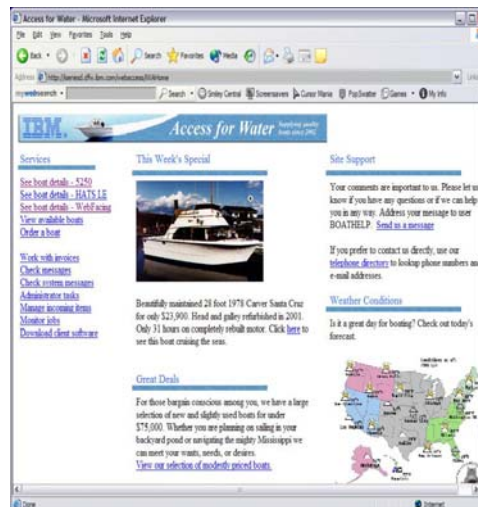 Access for Water - Microsoft Internet Explorer
File Edit View Favorites Tools Help
Back Search Favorites Media
Address
Search Smiley Central Screensavers Cursor Mania PopSwatter Games My Info
IBM. Access for Water Supplying quality boats since 2002
Services
See boat details - 5250
See boat details - HATS LE
See boat details - WebFacing
View available boats
Order a boat
Work with invoices
Check messages
Check system messages
Administrator tasks
Manage incoming items
Monitor jobs
Download client software
This Week's Special
Beautifully maintained 28 foot 1978 Carver Santa Cruz
for only $23,900. Head and galley refurbished in 2001.
Only 31 hours on completely rebuilt motor. Click here to
see this boat cruising the seas.
Great Deals
For those bargain conscious among you, we have a large
selection of new and slightly used boats for under
$75,000. Whether you are planning on sailing in your
backyard pond or navigating the mighty Mississippi we
can meet your wants, needs, or desires.
View our selection of modestly priced boats.
Site Support
Your comments are important to us. Please let us
know if you have any questions or if we can help
you in any way. Address your message to user
BOATHELP. Send us a message
If you prefer to contact us directly, use our
telephone directory to lookup phone numbers and
e-mail addresses.
Weather Conditions
Is it a great day for boating? Check out today's
forecast.
Done Internet